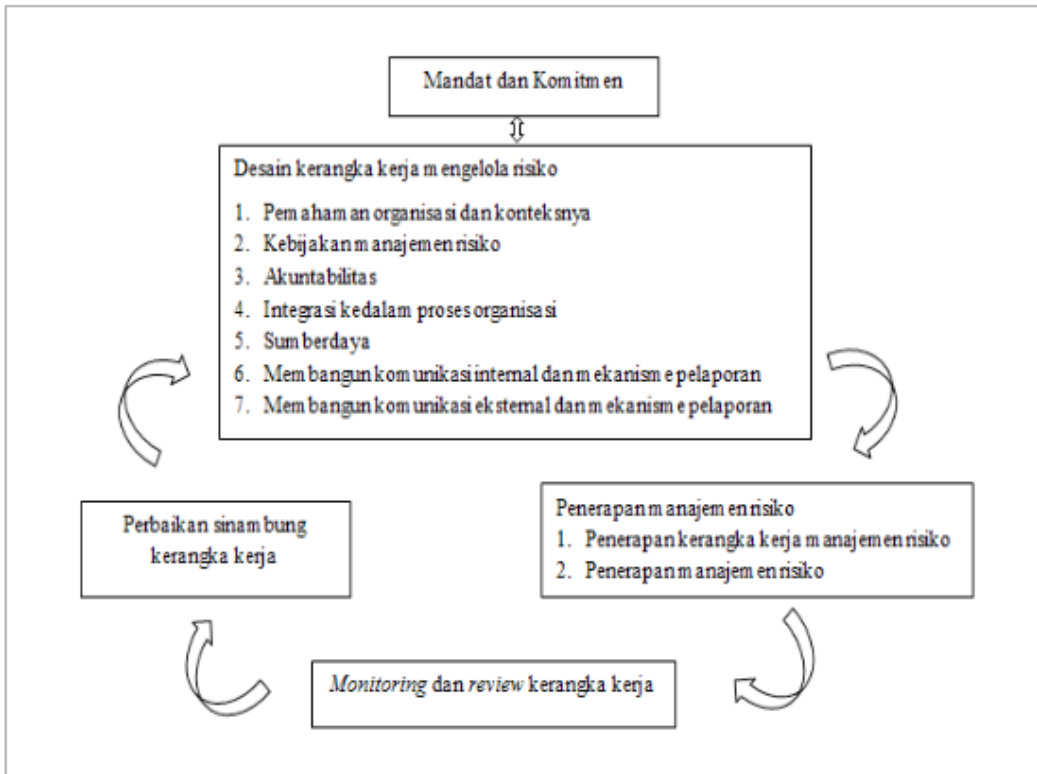 Mandat dan Komitmen
Desain kerangka kerja mengelola risiko
1. Pemahaman organisasi dan konteksnya
2. Kebijakan manajemen risiko
3. Akuntabilitas
4. Integrasi kedalam proses organisasi
5. Sumberdaya
6. Membangun komunikasi internal dan mekanisme pelaporan
7. Membangun komunikasi eksternal dan mekanisme pelaporan
Perbaikan sinambung
kerangka kerja
Penerapan manajemen risiko
1. Penerapan kerangka kerja manajemen risiko
2. Penerapan manajemen risiko
Monitoring dan review kerangka kerja